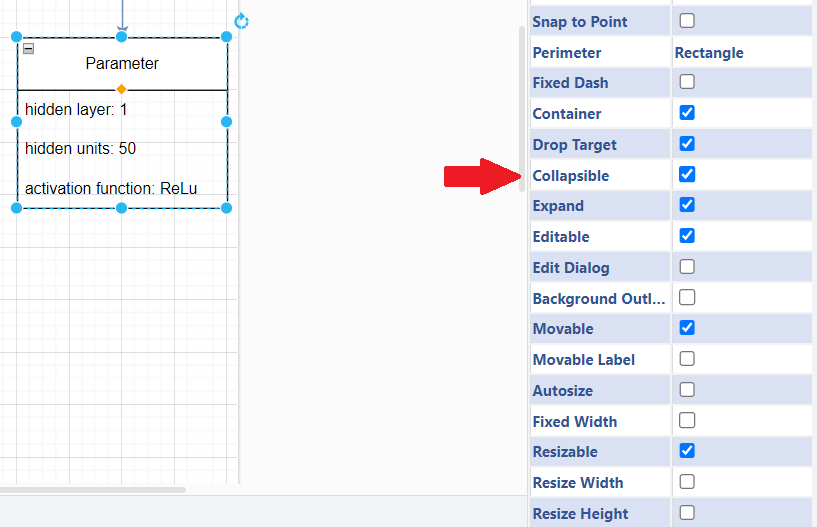 Parameter
hidden layer: 1
hidden units: 50
activation function: ReLu
Snap to Point
Perimeter Rectangle
Fixed Dash
Container
Drop Target
Collapsible
Expand
Editable
Edit Dialog
Background Outl...
Movable
Movable Label
Autosize
Fixed Width
Resizable
Resize Width
Resize Height